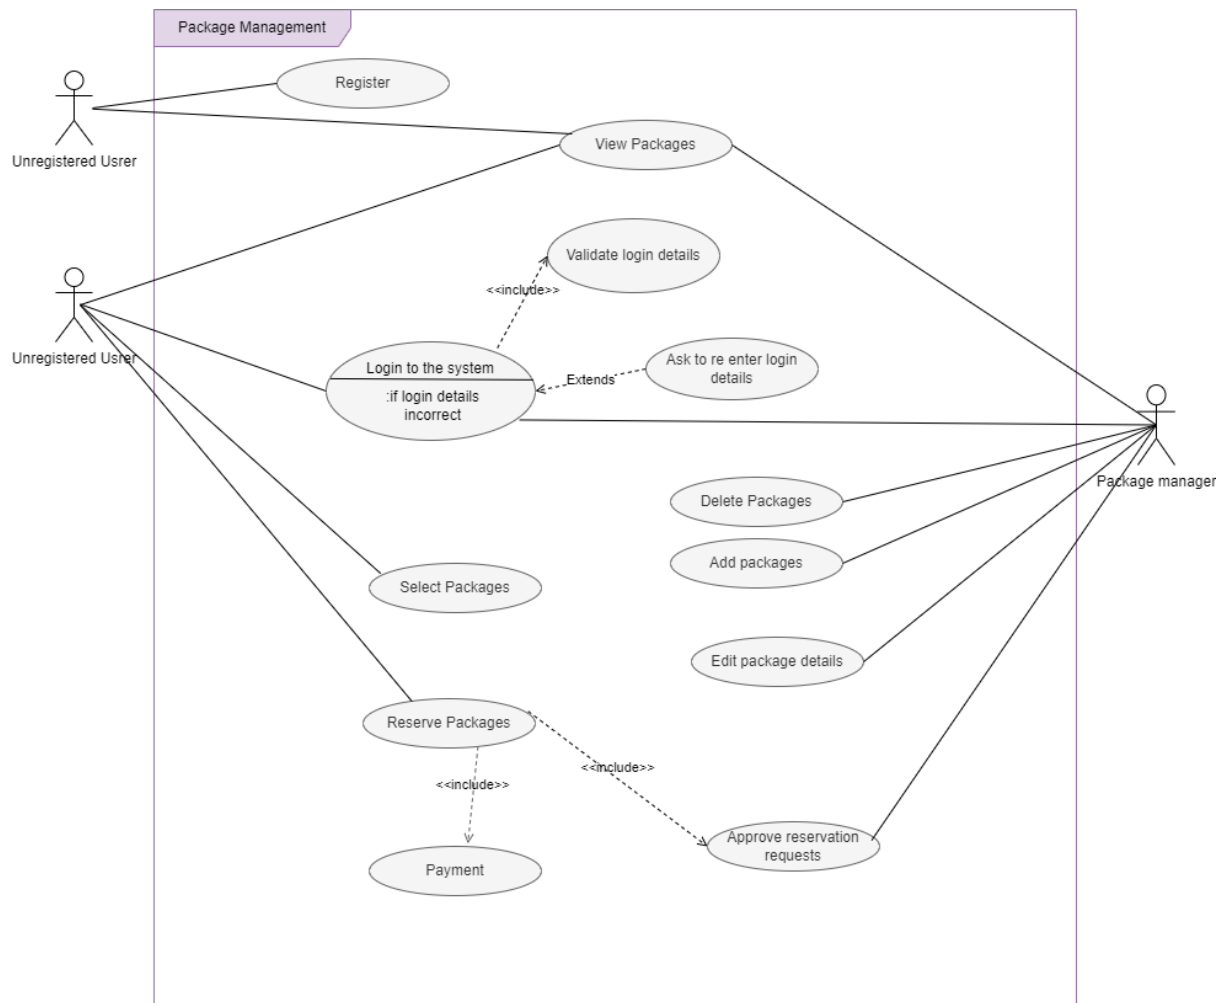 Package Management
Register
Unregistered Usrer
View Packages
Validate login details
<<include>>
Unregistered Usrer
Login to the system
:if login details
incorrect
Extends
Ask to re enter login
details
Package manager
Delete Packages
Add packages
Select Packages
Edit package details
Reserve Packages
<<include>>
<<include>>
Approve reservation
requests
Payment